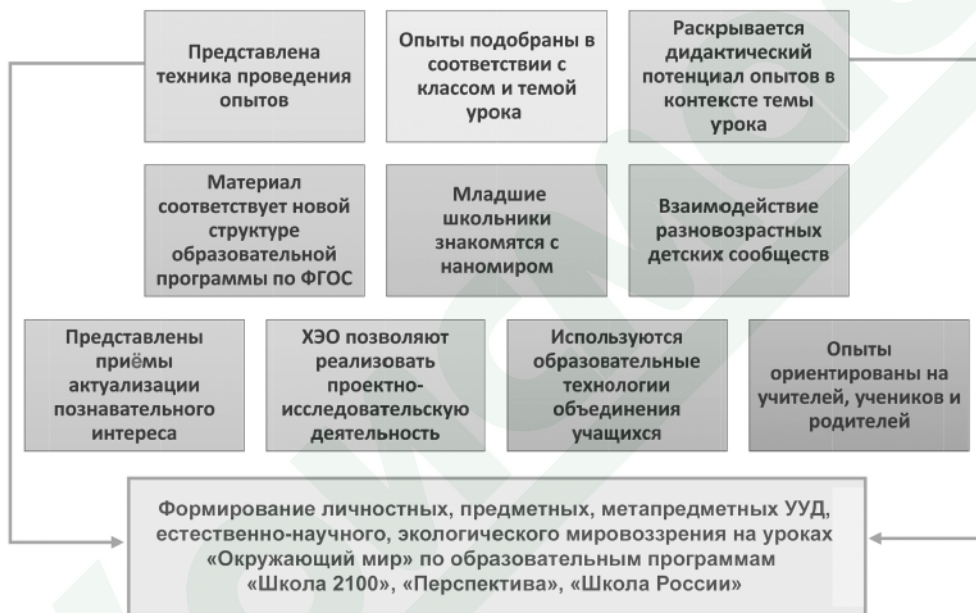 Представлена
техника проведения
опытов
Опыты подобраны в
соответствии с
классом и темой
урока
Раскрывается
дидактический
потенциал опытов в
контексте темы
урока
Материал
соответствует новой
структуре
образовательной
программы по ФГОС
Младшие
школьники
знакомятся с
наномиром
Взаимодействие
разновозрастных
детских сообществ
Представлены
приёмы
актуализации
познавательного
интереса
ХЭО позволяют
реализовать
проектно-
исследовательскую
деятельность
Используются
образовательные
технологии
объединения
учащихся
Опыты
ориентированы на
учителей, учеников и
родителей
Формирование личностных, предметных, метапредметных УУД,
естественно-научного, экологического мировоззрения на уроках
«Окружающий мир» по образовательным программам
«Школа 2100», «Перспектива», «Школа России»